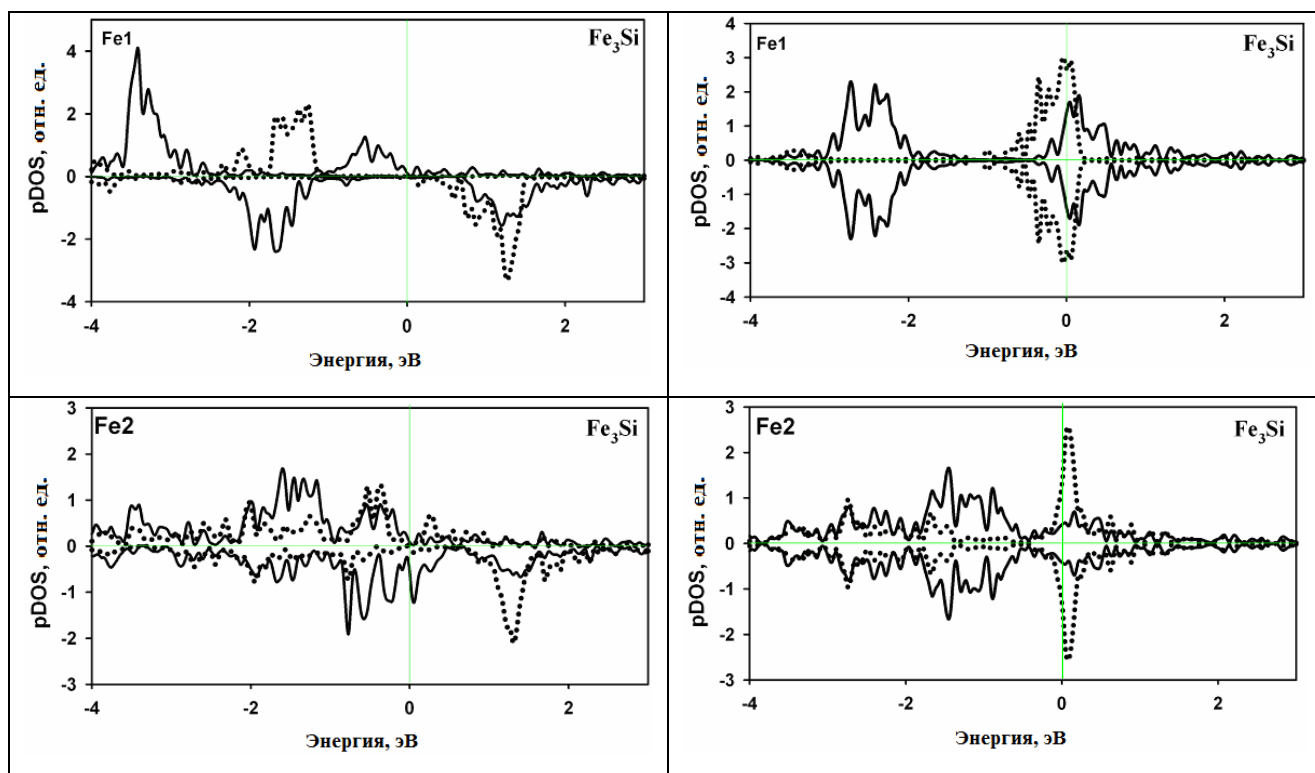 Fe1
Fe₃Si
pDOS, отн. ед.
4
2
0
-2
-4
-4
-2
0
2
Энергия, эВ
Fe1
Fe₃Si
pDOS, отн. ед.
4
3
2
1
0
-1
-2
-3
-4
-4
-2
0
2
Энергия, эВ
Fe2
Fe₃Si
pDOS, отн. ед.
3
2
1
0
-1
-2
-3
-4
-2
0
2
Энергия, эВ
Fe2
Fe₃Si
pDOS, отн. ед.
3
2
1
0
-1
-2
-3
-4
-2
0
2
Энергия, эВ